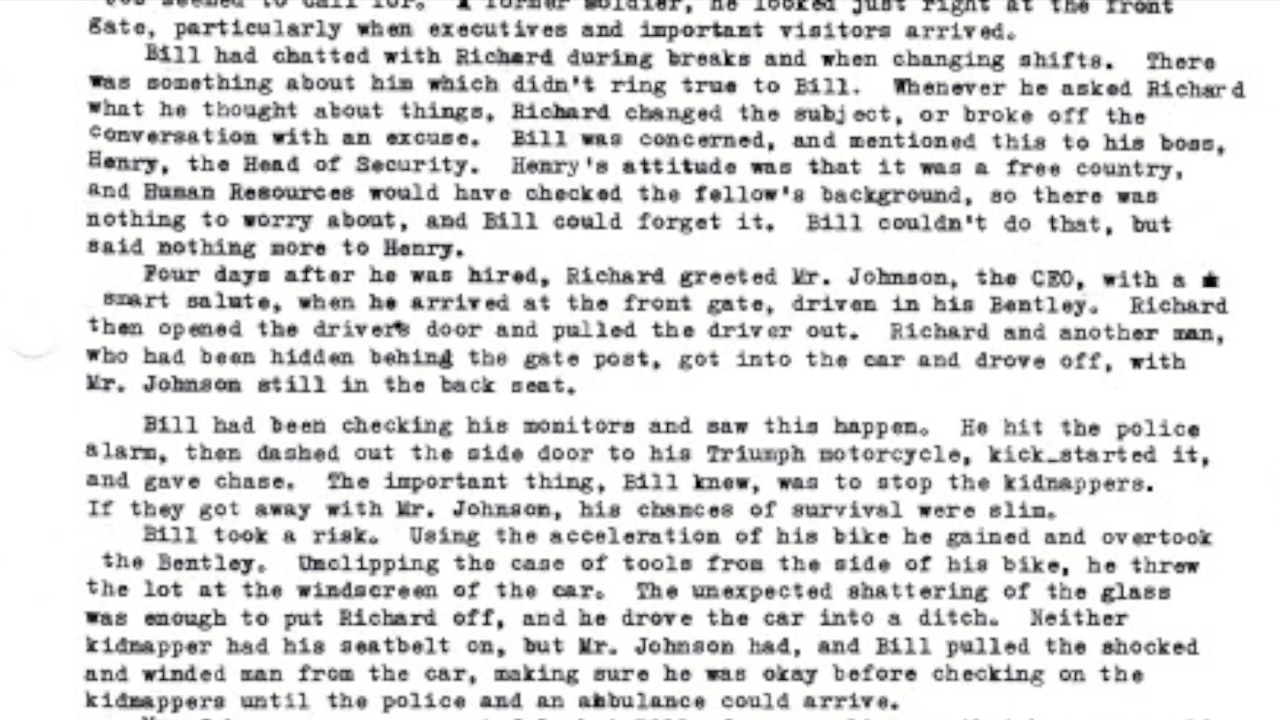 former soldier, he looked just right at the front
gate, particularly when executives and important visitors arrived.
Bill had chatted with Richard during breaks and when changing shifts. There
was something about him which didn't ring true to Bill. Whenever he asked Richard
what he thought about things, Richard changed the subject, or broke off the
conversation with an excuse. Bill was concerned, and mentioned this to his boss,
Henry, the Head of Security. Henry's attitude was that it was a free country,
and Human Resources would have checked the fellow's background, so there was
nothing to worry about, and Bill could forget it. Bill couldn't do that, but
said nothing more to Henry.
Four days after he was hired, Richard greeted Mr. Johnson, the CEO, with a
smart salute, when he arrived at the front gate, driven in his Bentley. Richard
then opened the driver's door and pulled the driver out. Richard and another man,
who had been hidden behind the gate post, got into the car and drove off, with
Mr. Johnson still in the back seat.
Bill had been checking his monitors and saw this happen. He hit the police
alarm, then dashed out the side door to his Triumph motorcycle, kick_started it,
and gave chase. The important thing, Bill knew, was to stop the kidnappers.
If they got away with Mr. Johnson, his chances of survival were slim.
Bill took a risk. Using the acceleration of his bike he gained and overtook
the Bentley. Unclipping the case of tools from the side of his bike, he threw
the lot at the windscreen of the car. The unexpected shattering of the glass
was enough to put Richard off, and he drove the car into a ditch. Neither
kidnapper had his seatbelt on, but Mr. Johnson had, and Bill pulled the shocked
and winded man from the car, making sure he was okay before checking on the
kidnappers until the police and an ambulance could arrive.